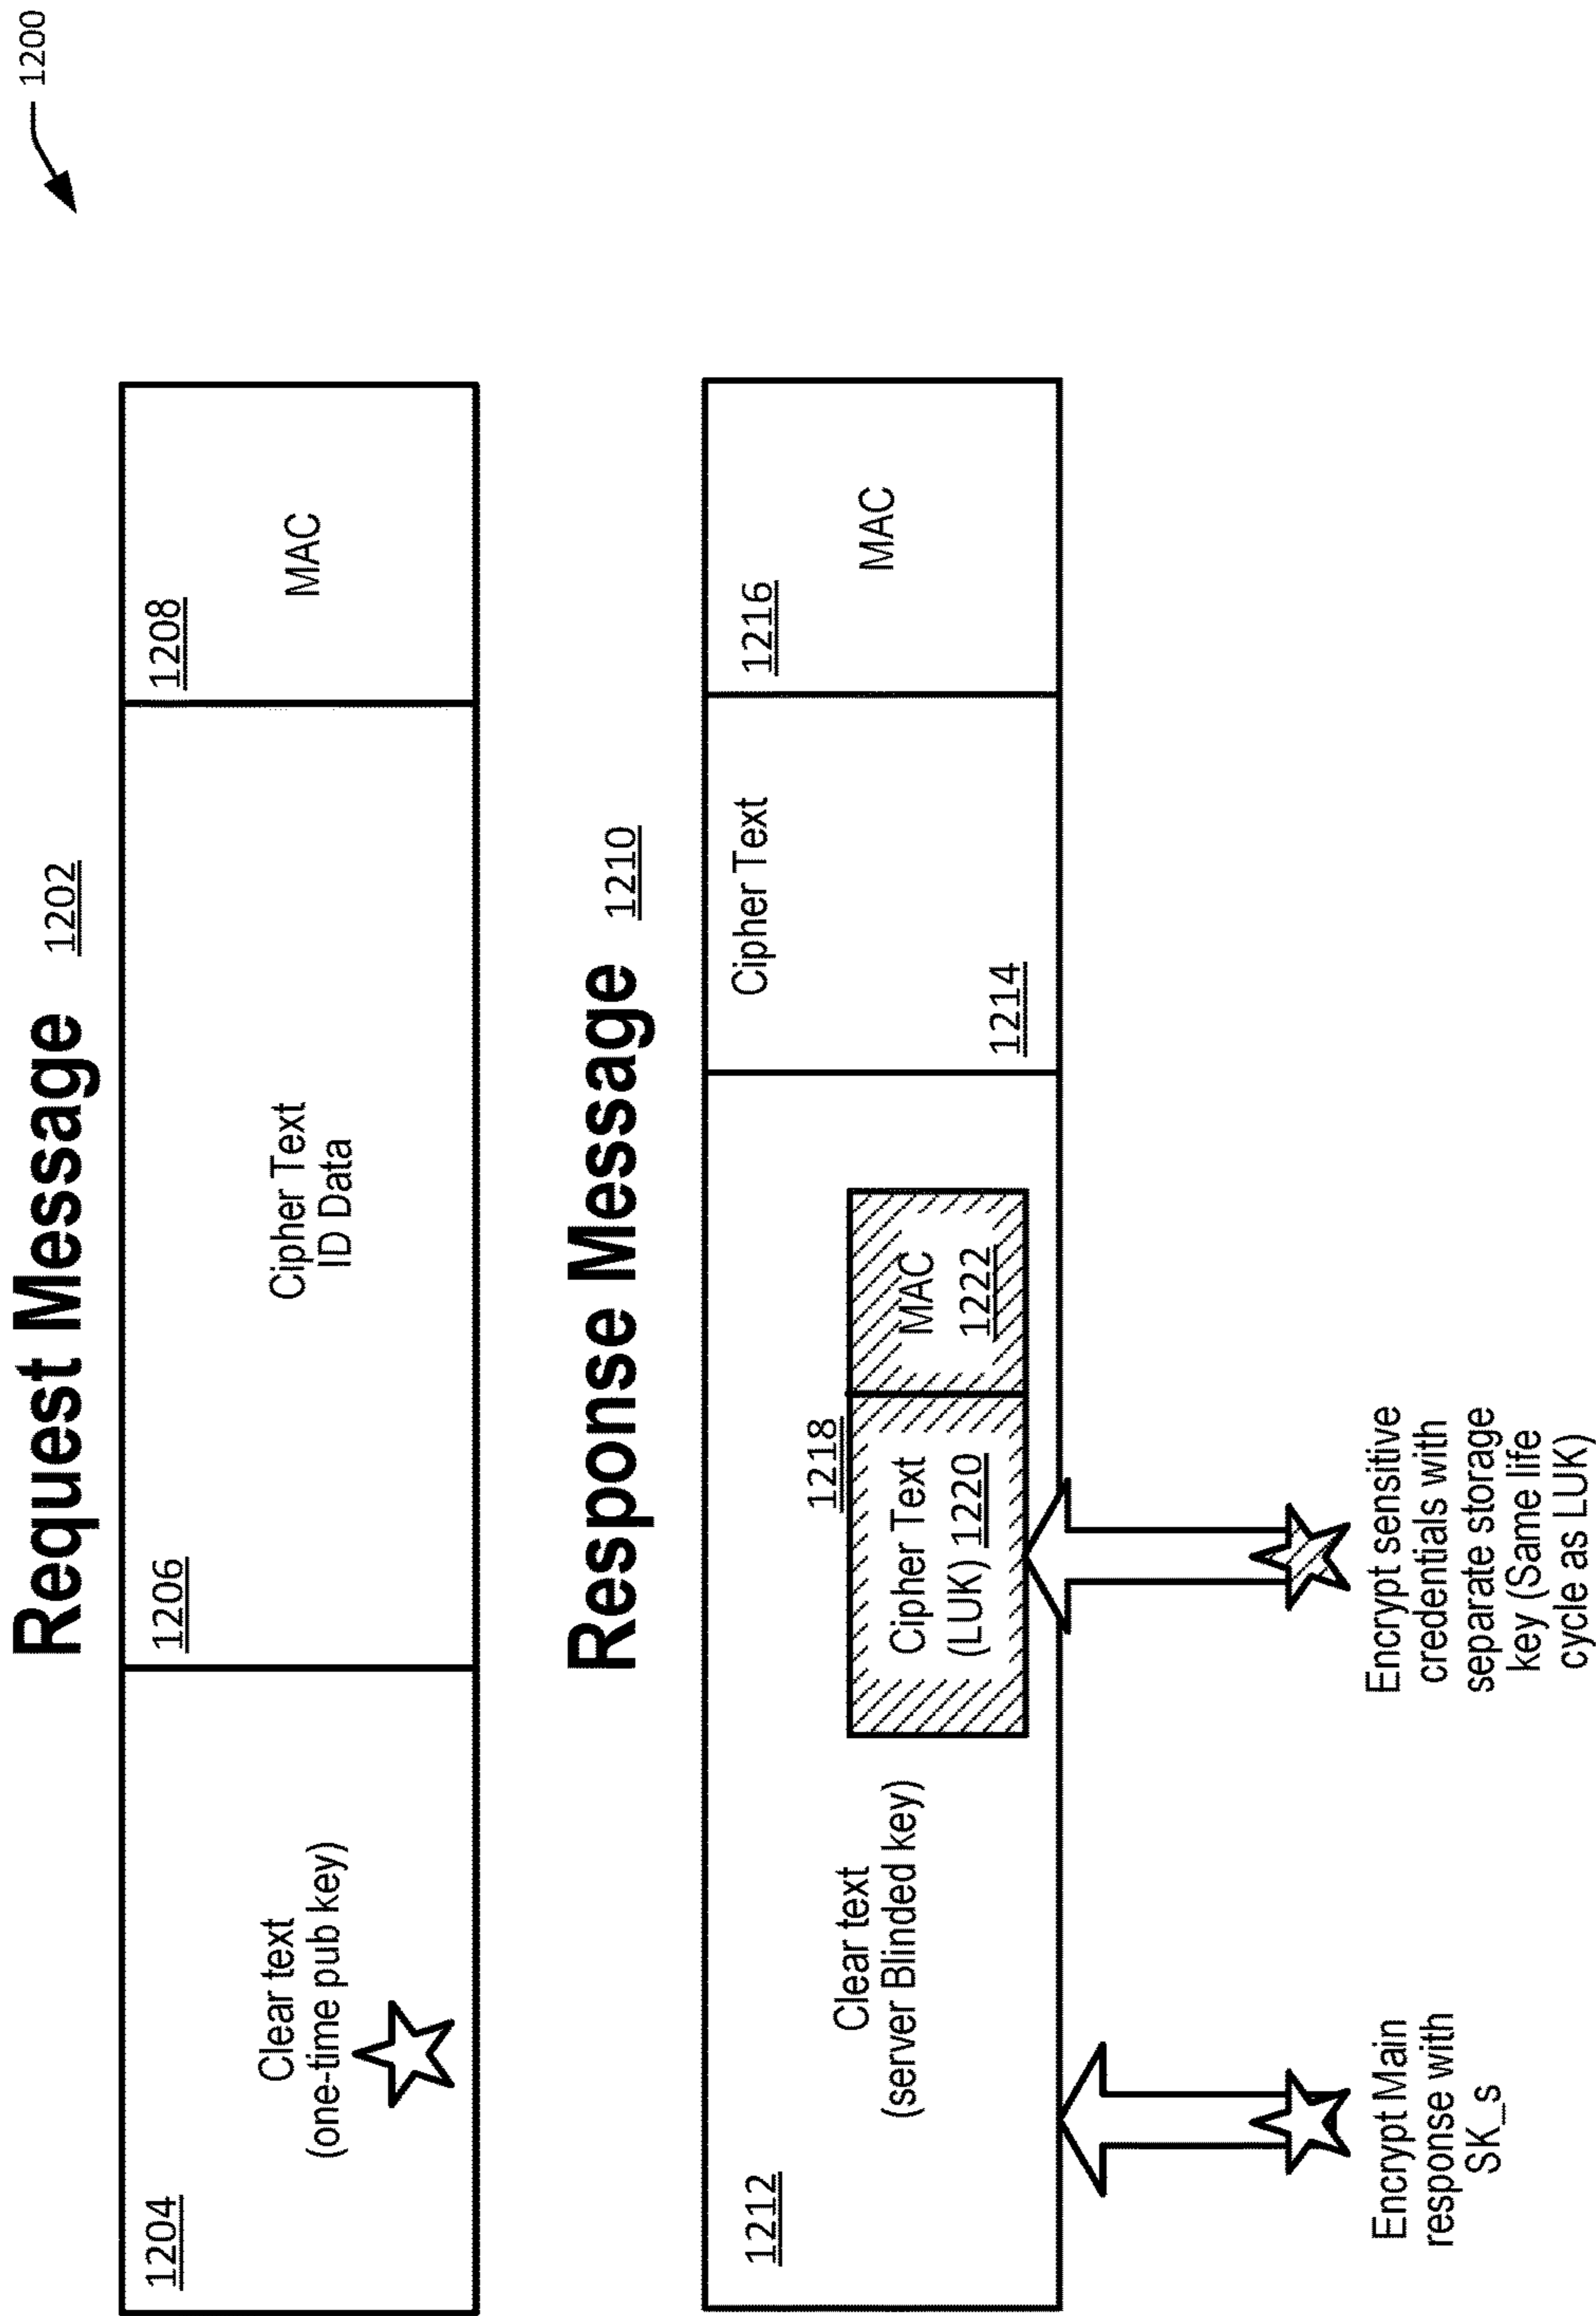 1200
Request Message 1202
1204
Clear text
(one-time pub key)
1206
Cipher Text
ID Data
1208
MAC
Response Message 1210
1212
Clear text
(server Blinded key)
1218
Cipher Text
(LUK) 1220
MAC
1222
Cipher Text
1214
1216
MAC
Encrypt Main
response with
SK_s
Encrypt sensitive
credentials with
separate storage
key (Same life
cycle as LUK)